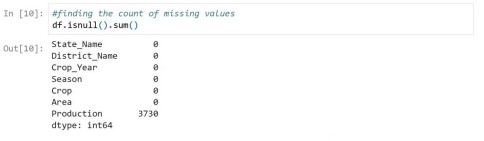 In [10]: #finding the count of missing values
df.isnull().sum()
Out[10]: State_Name 0
District_Name 0
Crop_Year 0
Season 0
Crop 0
Area 0
Production 3730
dtype: int64